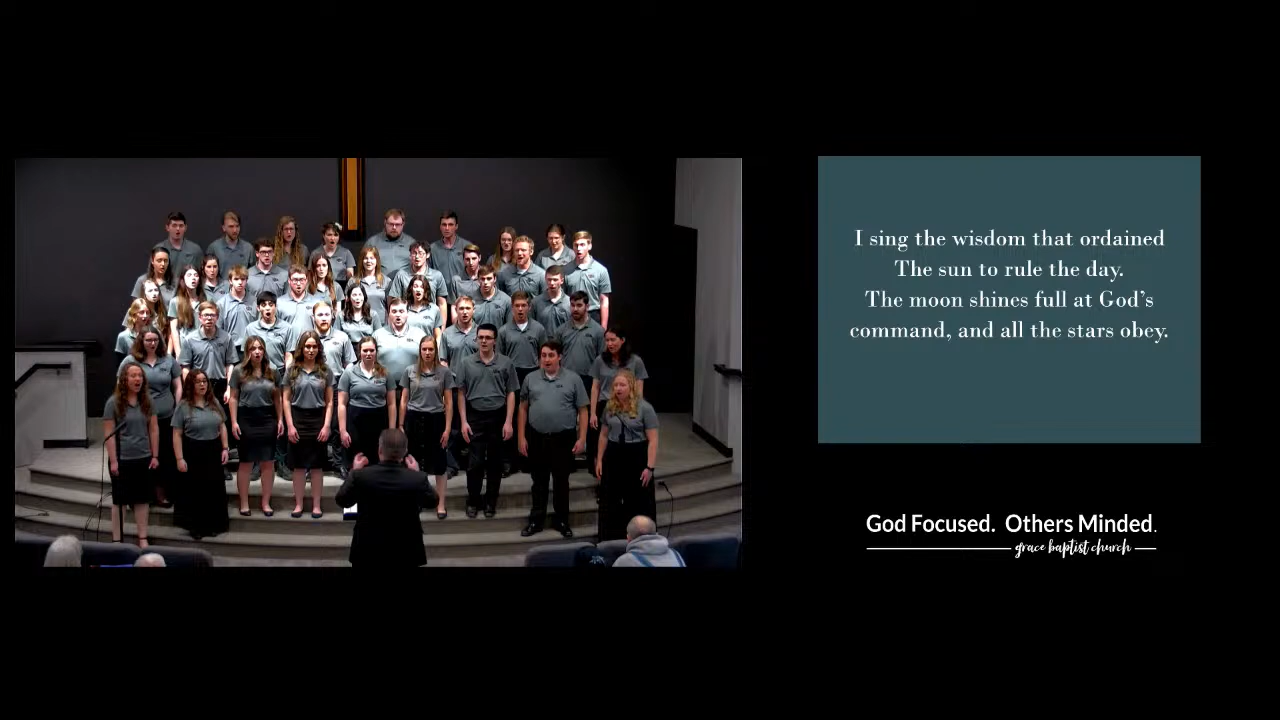 I sing the wisdom that ordained
The sun to rule the day.
The moon shines full at God's
command, and all the stars obey.
God Focused. Others Minded.
grace baptist church